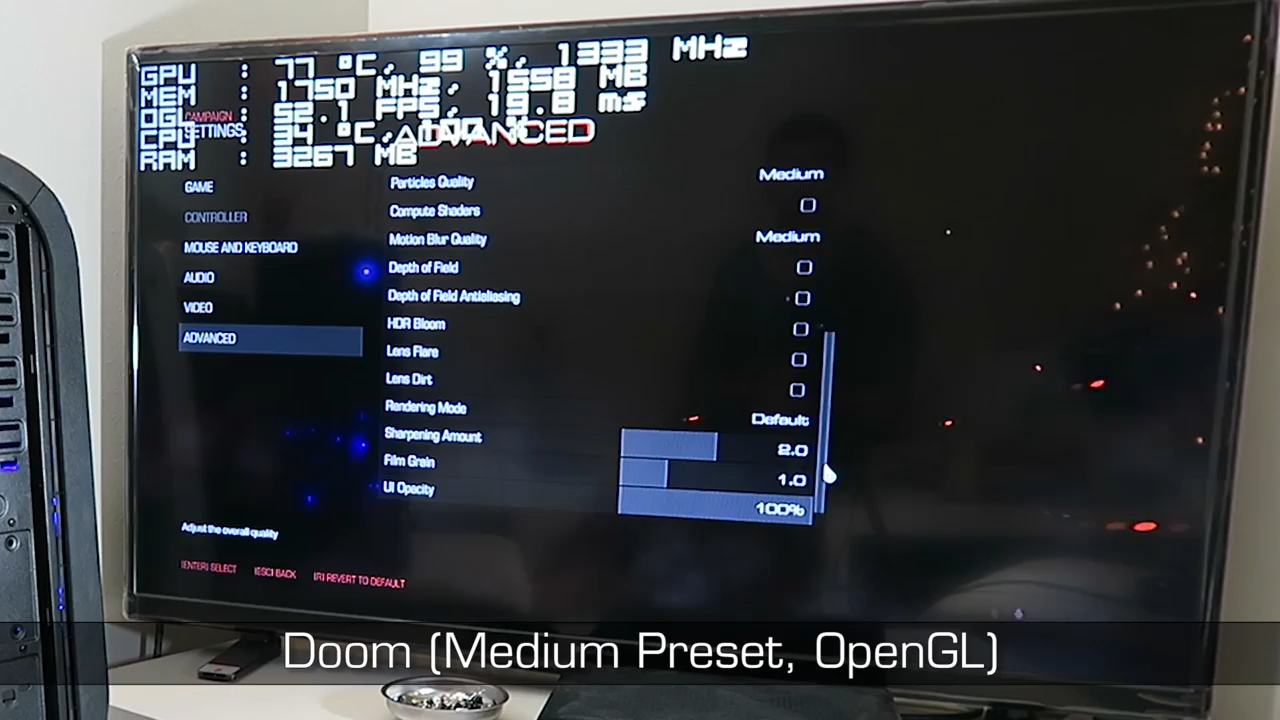 GPU : 77 °C, 99 %, 1333 MHz
MEM : 1750 MHz, 1558 MB
OGL : 52.1 FPS, 19.8 ms
CPU : 34 °C, 100 %
RAM : 3267 MB
CAMPAIGN
SETTINGS
ADVANCED
GAME
CONTROLLER
MOUSE AND KEYBOARD
AUDIO
VIDEO
ADVANCED
Particles Quality Medium
Compute Shaders
Motion Blur Quality Medium
Depth of Field
Depth of Field Antialiasing
HDR Bloom
Lens Flare
Lens Dirt
Rendering Mode Default
Sharpening Amount 2.0
Film Grain 1.0
UI Opacity 100%
Adjust the overall quality
[ENTER] SELECT [ESC] BACK [R] REVERT TO DEFAULT
Doom (Medium Preset, OpenGL)